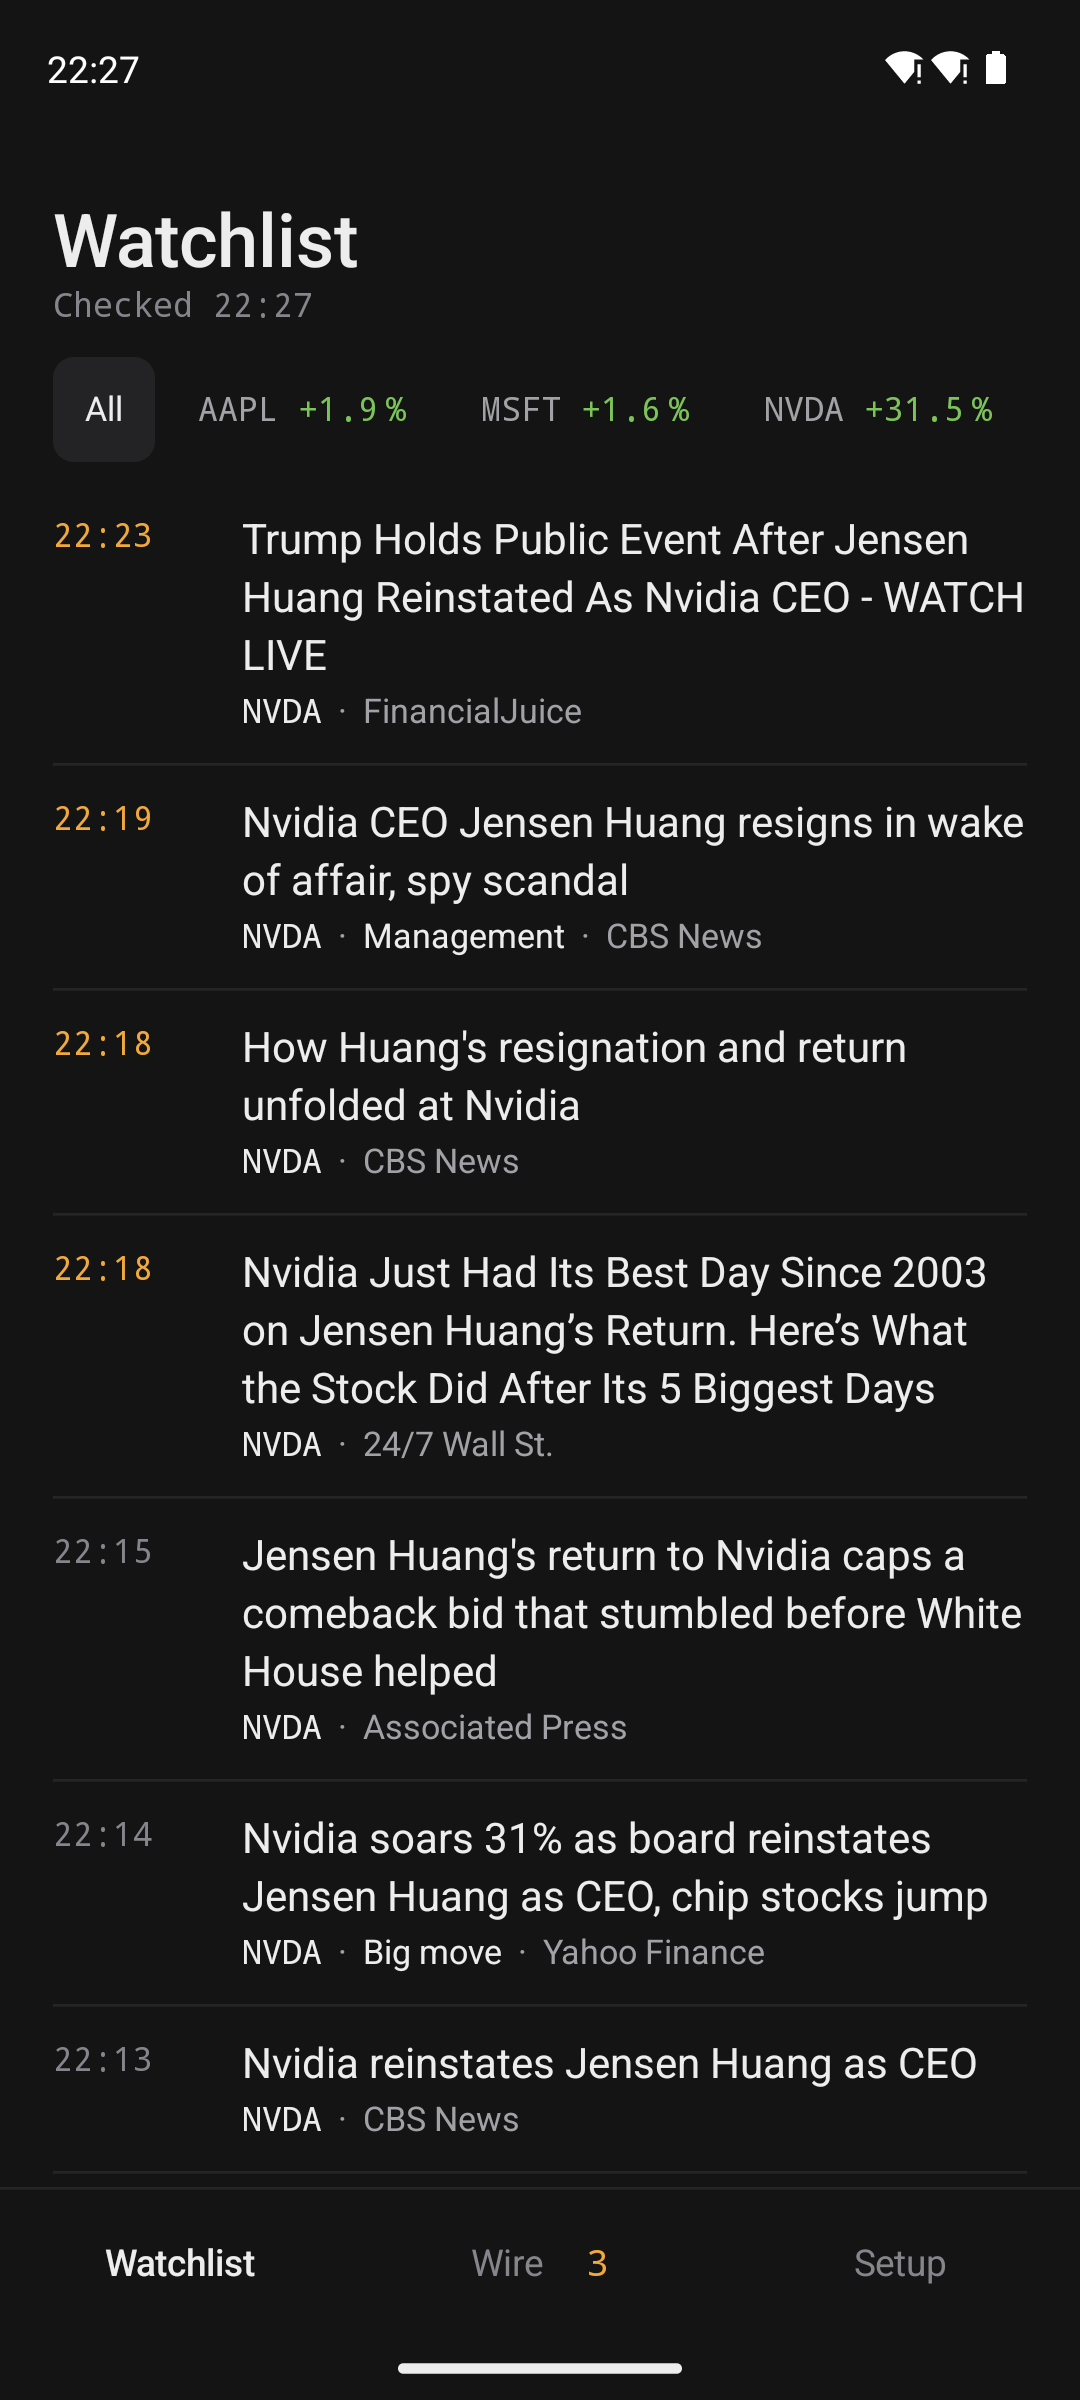 22:27
Watchlist
Checked 22:27
All AAPL +1.9% MSFT +1.6% NVDA +31.5%
22:23 Trump Holds Public Event After Jensen
Huang Reinstated As Nvidia CEO - WATCH
LIVE
NVDA · FinancialJuice
22:19 Nvidia CEO Jensen Huang resigns in wake
of affair, spy scandal
NVDA · Management · CBS News
22:18 How Huang's resignation and return
unfolded at Nvidia
NVDA · CBS News
22:18 Nvidia Just Had Its Best Day Since 2003
on Jensen Huang’s Return. Here’s What
the Stock Did After Its 5 Biggest Days
NVDA · 24/7 Wall St.
22:15 Jensen Huang's return to Nvidia caps a
comeback bid that stumbled before White
House helped
NVDA · Associated Press
22:14 Nvidia soars 31% as board reinstates
Jensen Huang as CEO, chip stocks jump
NVDA · Big move · Yahoo Finance
22:13 Nvidia reinstates Jensen Huang as CEO
NVDA · CBS News
Watchlist Wire 3 Setup